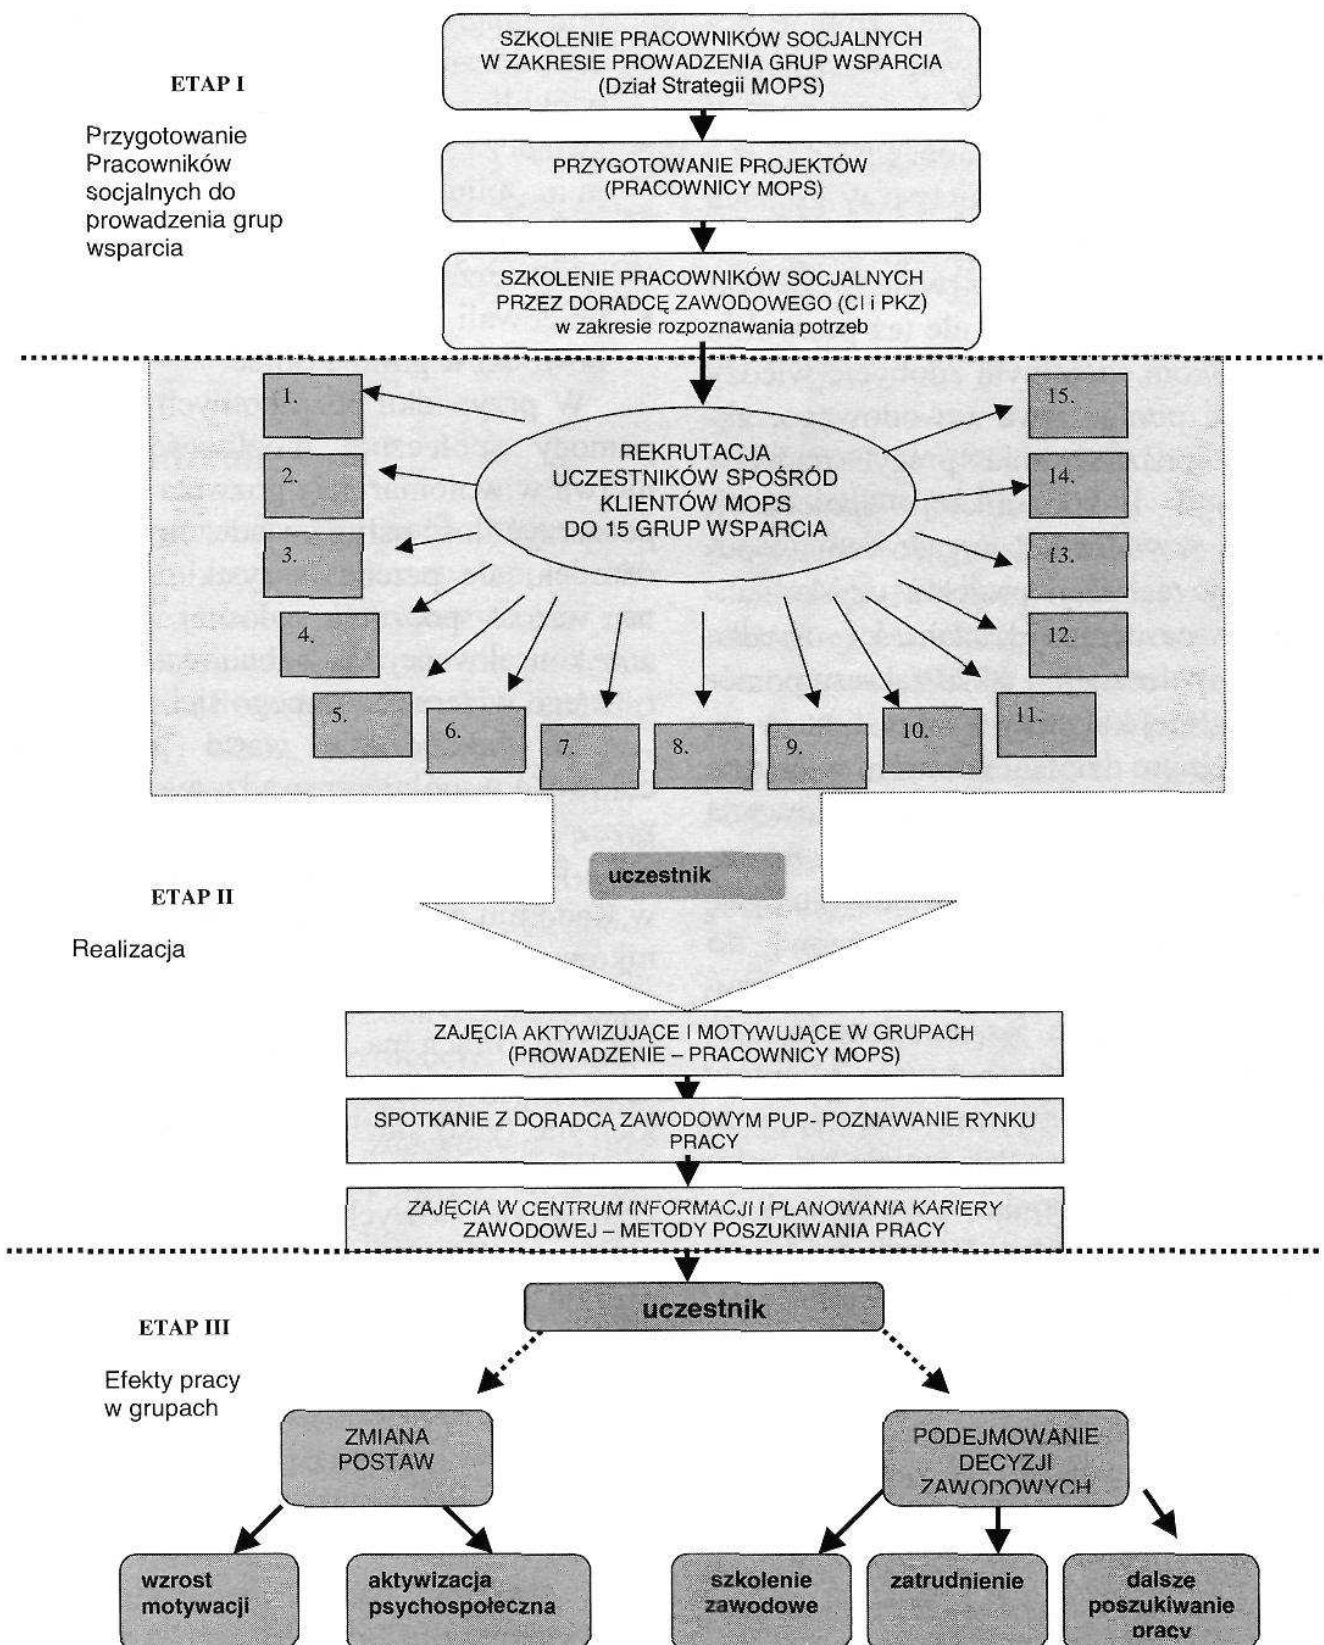 SZKOLENIE PRACOWNIKÓW SOCJALNYCH
W ZAKRESIE PROWADZENIA GRUP WSPARCIA
(Dział Strategii MOPS)
ETAP I
Przygotowanie
Pracowników
socjalnych do
prowadzenia grup
wsparcia
PRZYGOTOWANIE PROJEKTÓW
(PRACOWNICY MOPS)
SZKOLENIE PRACOWNIKÓW SOCJALNYCH
PRZEZ DORADCĘ ZAWODOWEGO (CI i PKZ)
w zakresie rozpoznawania potrzeb
REKRUTACJA
UCZESTNIKÓW SPOŚRÓD
KLIENTÓW MOPS
DO 15 GRUP WSPARCIA
1.
2.
3.
4.
5.
6.
7.
8.
9.
10.
11.
12.
13.
14.
15.
uczestnik
ETAP II
Realizacja
ZAJĘCIA AKTYWIZUJĄCE I MOTYWUJĄCE W GRUPACH
(PROWADZENIE – PRACOWNICY MOPS)
SPOTKANIE Z DORADCĄ ZAWODOWYM PUP- POZNAWANIE RYNKU
PRACY
ZAJĘCIA W CENTRUM INFORMACJI I PLANOWANIA KARIERY
ZAWODOWEJ – METODY POSZUKIWANIA PRACY
uczestnik
ETAP III
Efekty pracy
w grupach
ZMIANA
POSTAW
PODEJMOWANIE
DECYZJI
ZAWODOWYCH
wzrost
motywacji
aktywizacja
psychospołeczna
szkolenie
zawodowe
zatrudnienie
dalsze
poszukiwanie
pracy